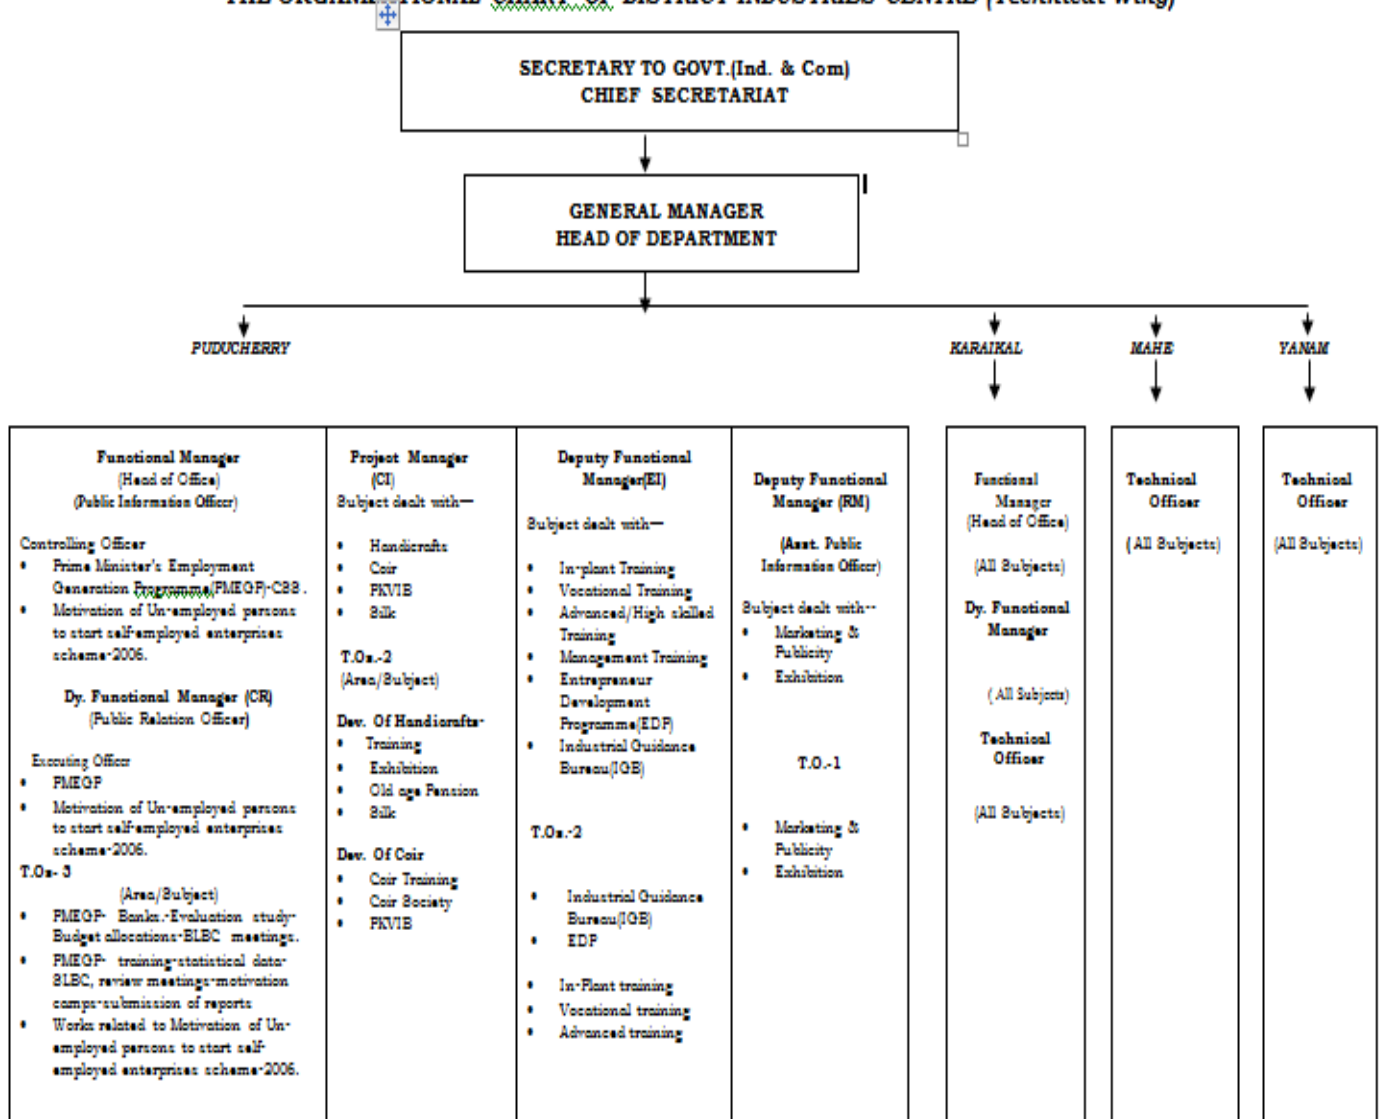 THE ORGANISATIONAL CHART OF DISTRICT INDUSTRIES CENTRE (Technical Wing)
SECRETARY TO GOVT.(Ind. & Com)
CHIEF SECRETARIAT
GENERAL MANAGER
HEAD OF DEPARTMENT
PUDUCHERRY
KARAIKAL
MAHE
YANAM
Functional Manager
(Head of Office)
(Public Information Officer)
Controlling Officer
• Prime Minister's Employment
Generation Programme(PMEGP)-CSS.
• Motivation of Un-employed persons
to start self-employed enterprises
scheme-2006.
Dy. Functional Manager (CR)
(Public Relation Officer)
Executing Officer
• PMEGP
• Motivation of Un-employed persons
to start self-employed enterprises
scheme-2006.
T.Os- 3
(Area/Subject)
• PMEGP- Banks.-Evaluation study-
Budget allocations-BLBC meetings.
• PMEGP- training-statistical data-
SLBC, review meetings-motivation
camps-submission of reports
• Works related to Motivation of Un-
employed persons to start self-
employed enterprises scheme-2006.
Project Manager
(CI)
Subject dealt with—
• Handicrafts
• Coir
• PKVIB
• Silk
T.Os.-2
(Area/Subject)
Dev. Of Handicrafts-
• Training
• Exhibition
• Old age Pension
• Silk
Dev. Of Coir
• Coir Training
• Coir Society
• PKVIB
Deputy Functional
Manager(EI)
Subject dealt with—
• In-plant Training
• Vocational Training
• Advanced/High skilled
Training
• Management Training
• Entrepreneur
Development
Programme(EDP)
• Industrial Guidance
Bureau(IGB)
T.Os.-2
• Industrial Guidance
Bureau(IGB)
• EDP
• In-Plant training
• Vocational training
• Advanced training
Deputy Functional
Manager (RM)
(Asst. Public
Information Officer)
Subject dealt with--
• Marketing &
Publicity
• Exhibition
T.O.-1
• Marketing &
Publicity
• Exhibition
Functional
Manager
(Head of Office)
(All Subjects)
Dy. Functional
Manager
( All Subjects)
Technical
Officer
(All Subjects)
Technical
Officer
( All Subjects)
Technical
Officer
(All Subjects)